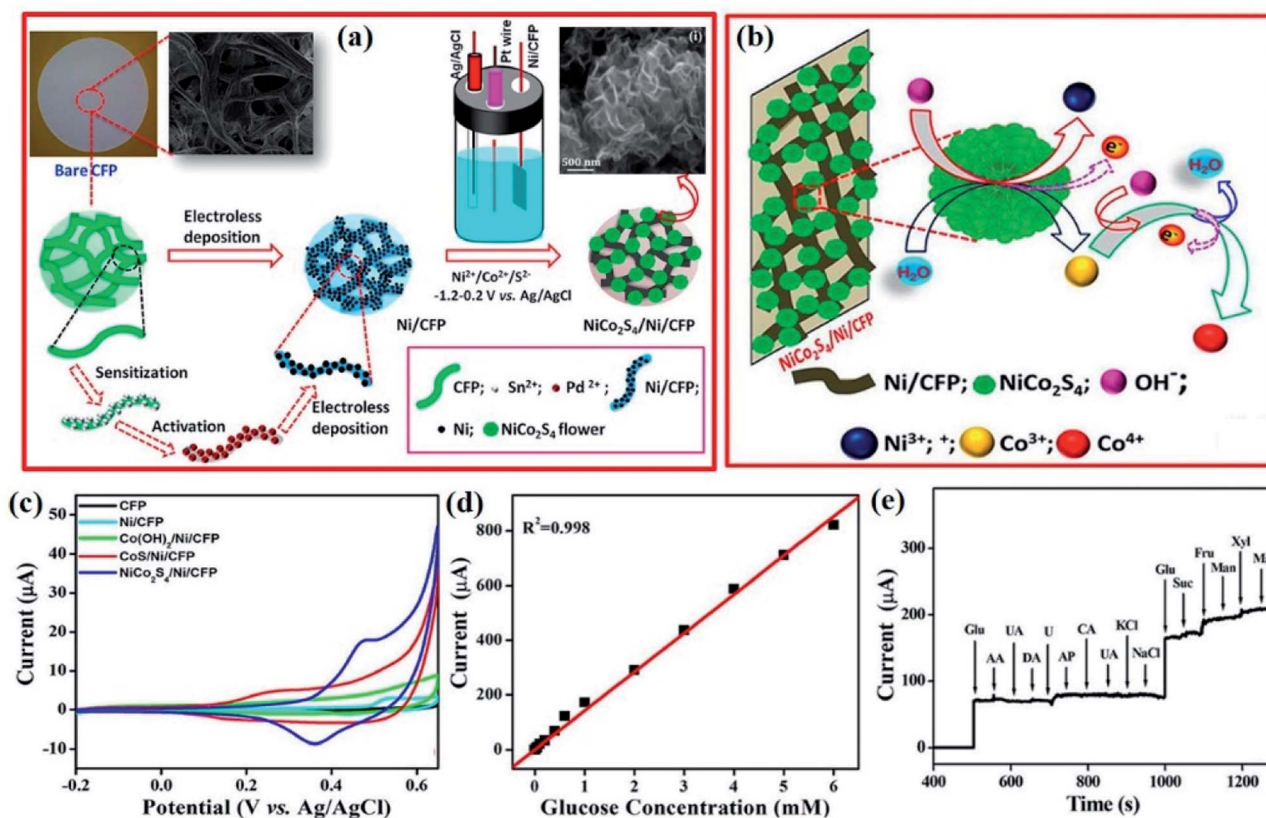 (a)
Bare CFP
Ag/AgCl
Pt wire
Ni/CFP
(i)
500 nm
Electroless
deposition
Ni/CFP
Ni²⁺/Co²⁺/S²⁻
-1.2-0.2 V vs. Ag/AgCl
NiCo₂S₄/Ni/CFP
Sensitization
Activation
Electroless
deposition
CFP; Sn²⁺; Pd ²⁺; Ni/CFP;
Ni; NiCo₂S₄ flower
(b)
e⁻
H₂O
e⁻
H₂O
NiCo₂S₄/Ni/CFP
Ni/CFP; NiCo₂S₄; OH⁻;
Ni³⁺; ⁺; Co³⁺; Co⁴⁺
(c)
CFP
Ni/CFP
Co(OH)₂/Ni/CFP
CoS/Ni/CFP
NiCo₂S₄/Ni/CFP
50
40
30
20
10
0
-10
Current (μA)
-0.2 0.0 0.2 0.4 0.6
Potential (V vs. Ag/AgCl)
(d)
R²=0.998
800
600
400
200
0
Current (μA)
0 1 2 3 4 5 6
Glucose Concentration (mM)
(e)
300
200
100
0
Current (μA)
Glu AA UA DA U AP CA UA KCl NaCl Glu Suc Fru Man Xyl
400 600 800 1000 1200
Time (s)